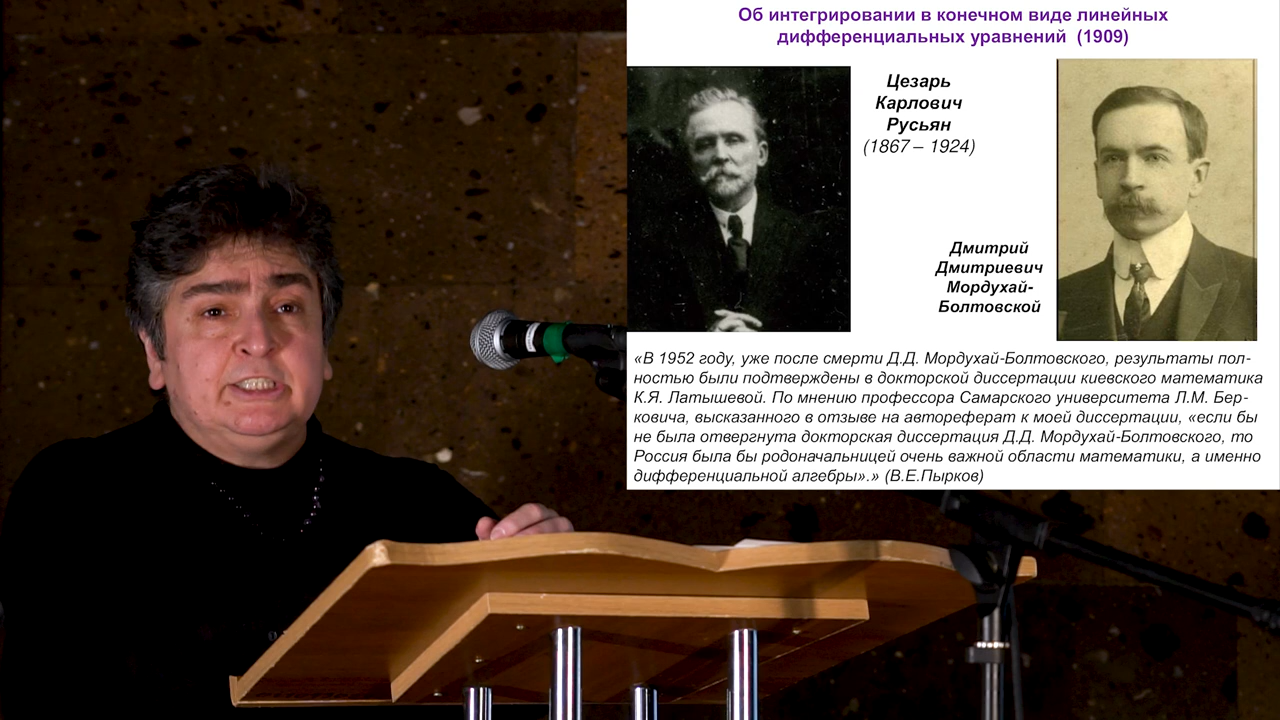 Об интегрировании в конечном виде линейных
дифференциальных уравнений (1909)
Цезарь
Карлович
Русьян
(1867 – 1924)
Дмитрий
Дмитриевич
Мордухай-
Болтовской
«В 1952 году, уже после смерти Д.Д. Мордухай-Болтовского, результаты пол-
ностью были подтверждены в докторской диссертации киевского математика
К.Я. Латышевой. По мнению профессора Самарского университета Л.М. Бер-
ковича, высказанного в отзыве на автореферат к моей диссертации, «если бы
не была отвергнута докторская диссертация Д.Д. Мордухай-Болтовского, то
Россия была бы родоначальницей очень важной области математики, а именно
дифференциальной алгебры».» (В.Е.Пырков)